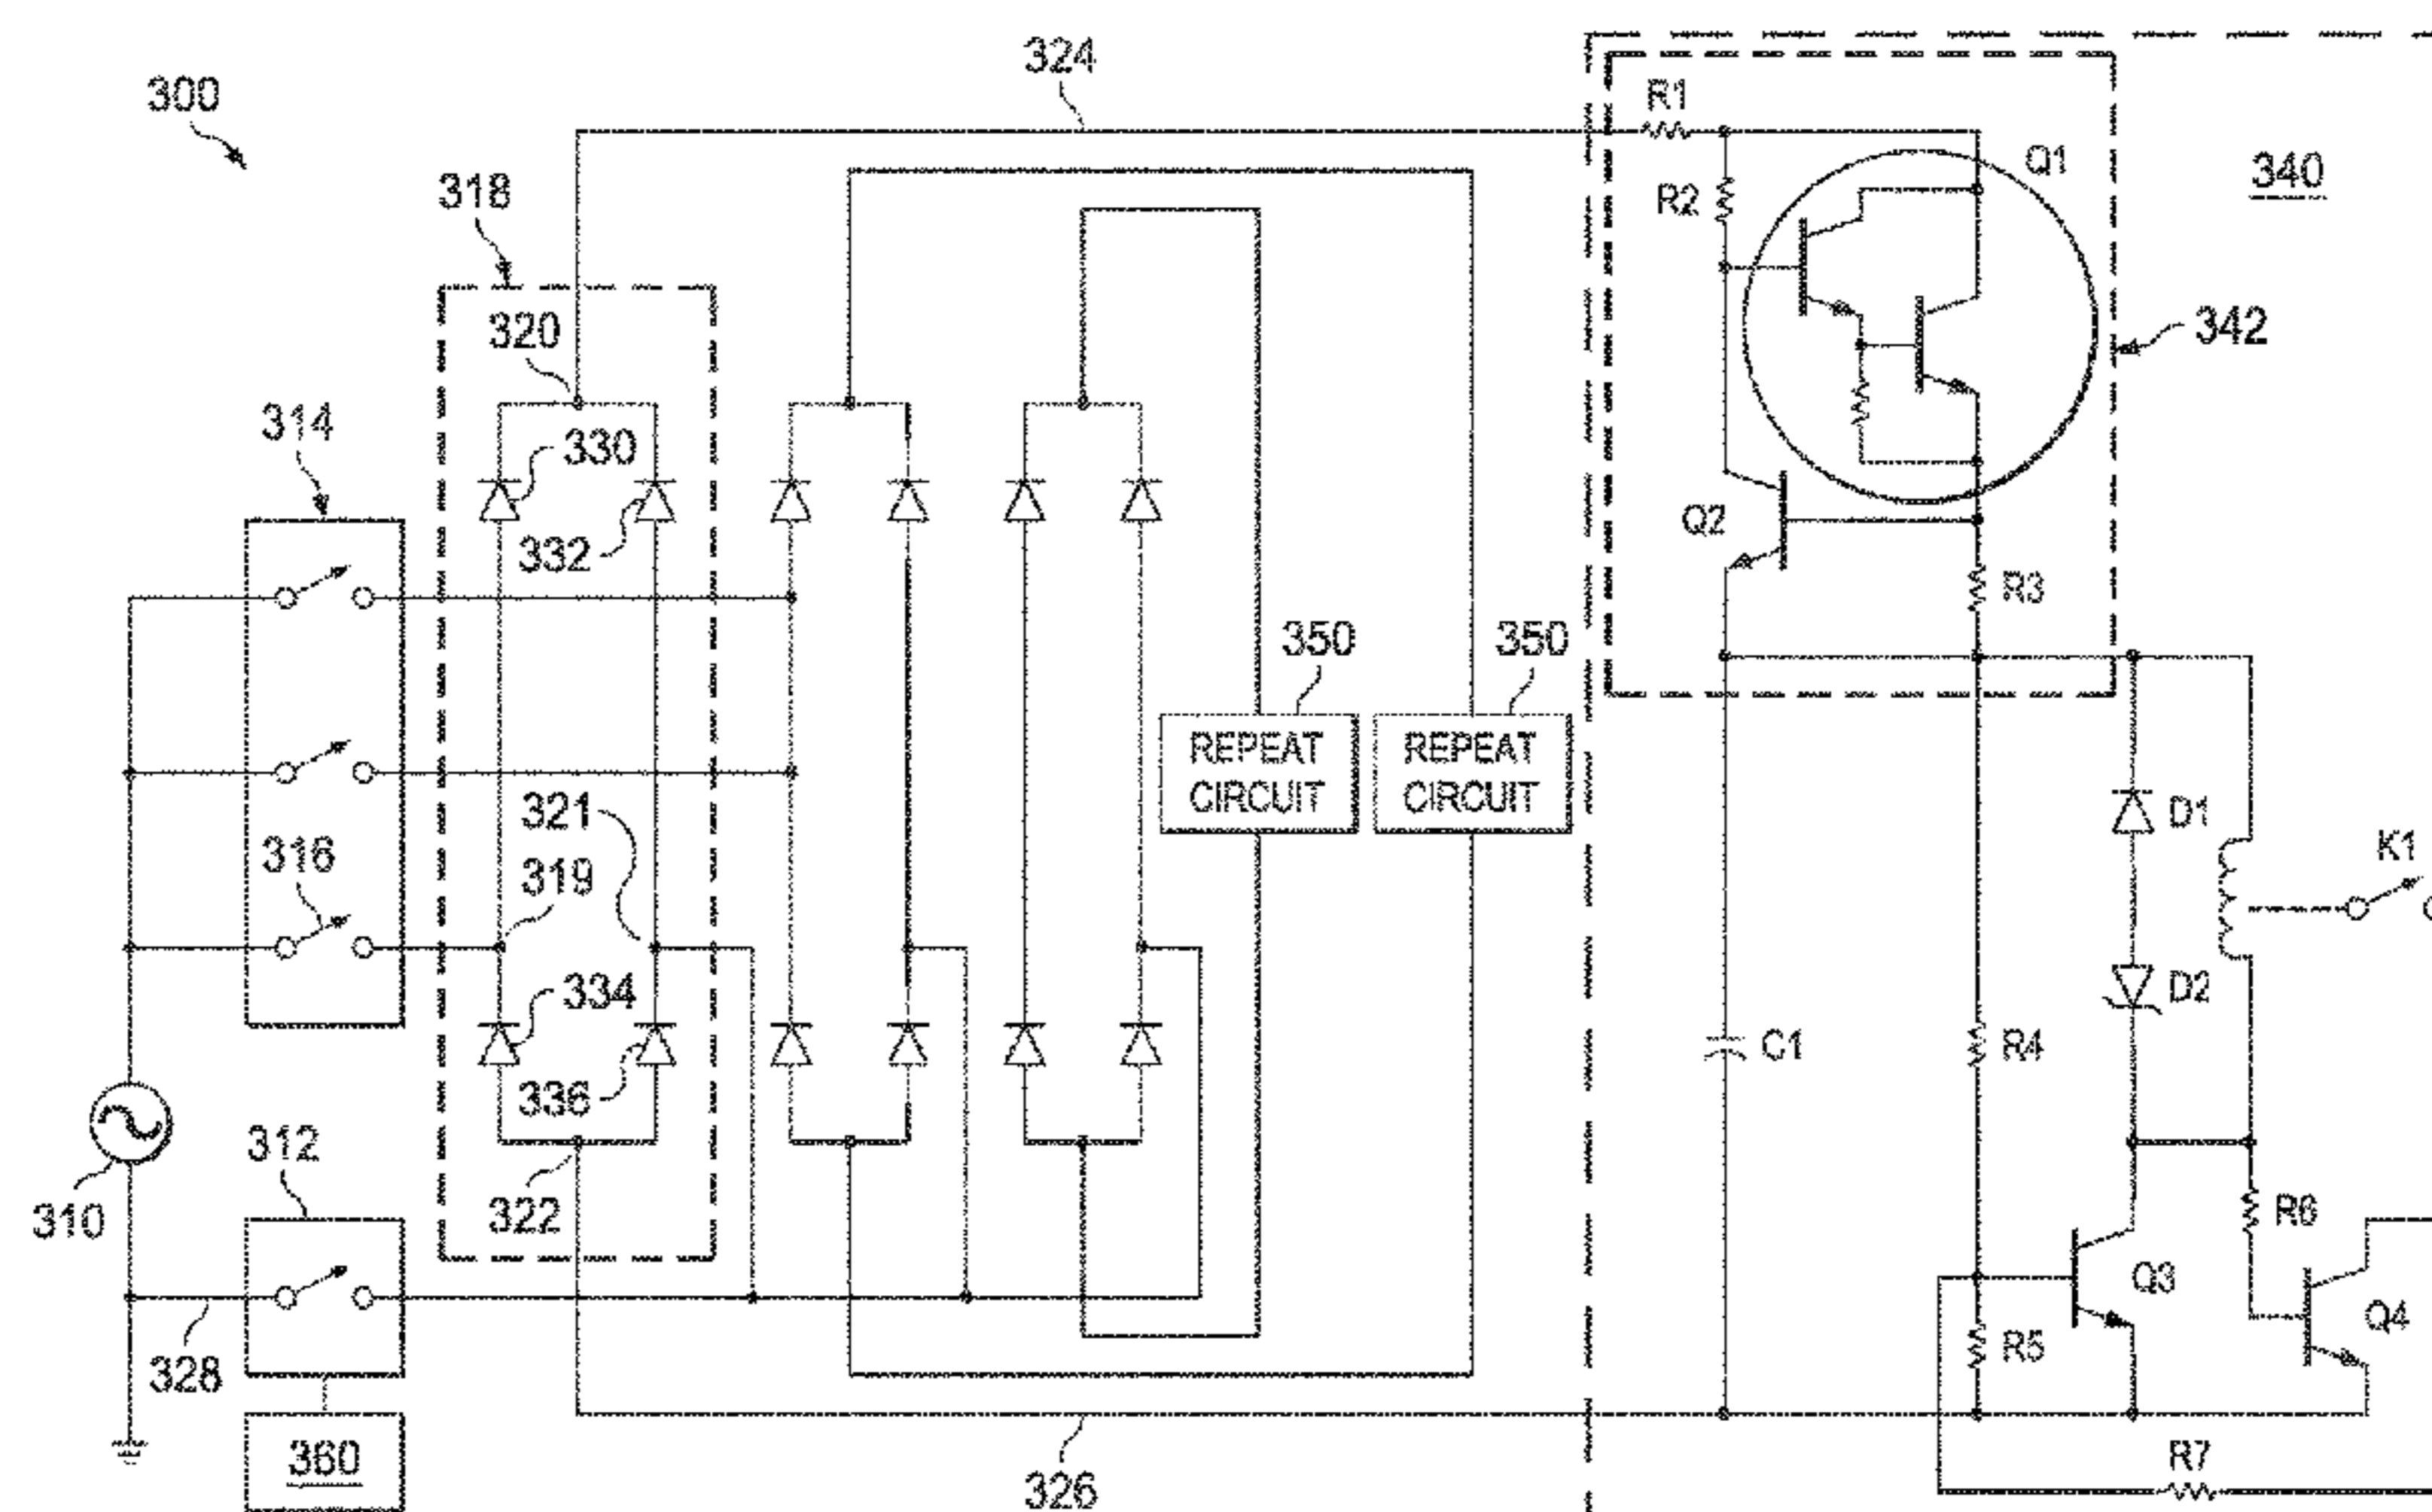 324
300
R1
Q1
340
318
R2
320
342
314
330
Q2
332
R3
350
350
REPEAT
CIRCUIT
REPEAT
CIRCUIT
321
D1
316
319
K1
334
D2
C1
R4
336
312
310
322
R6
Q3
Q4
328
R5
360
R7
326